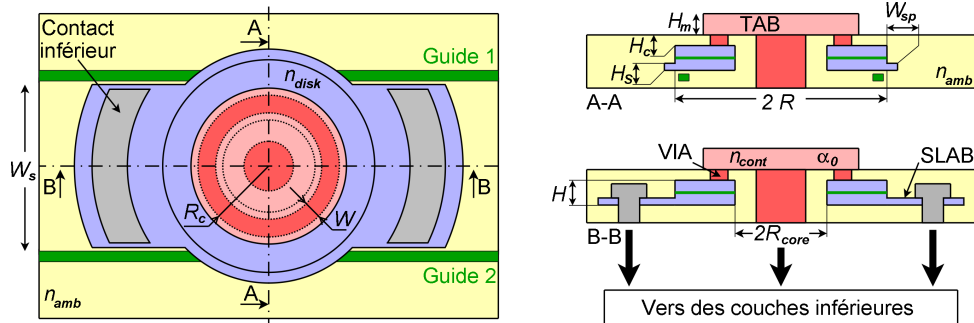 Contact
inférieur
A
Guide 1
n_disk
W_s
B
B
R_c
W
Guide 2
n_amb
A
H_m
TAB
W_sp
H_c
H_S
n_amb
A-A
2 R
VIA
n_cont
α_0
SLAB
H
B-B
2R_core
Vers des couches inférieures